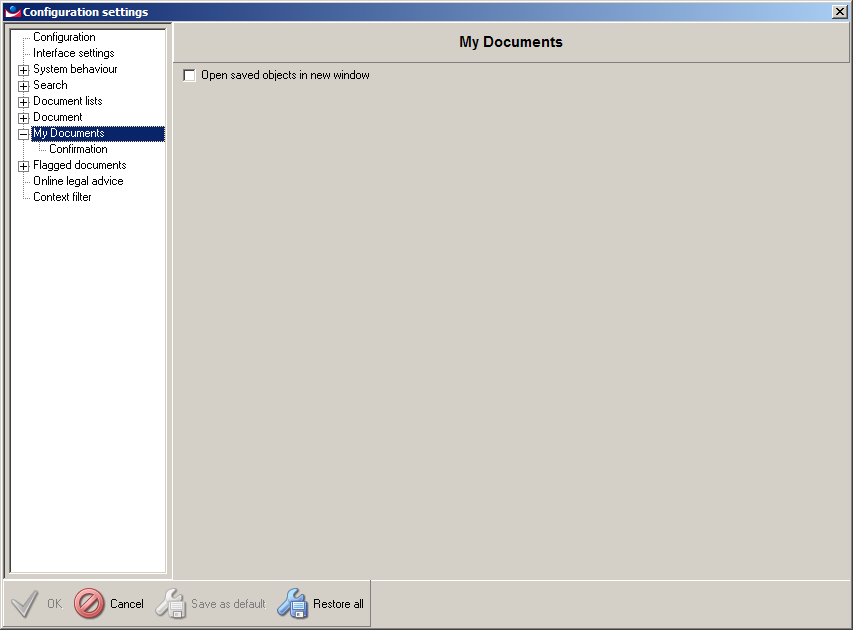 Configuration settings
Configuration
Interface settings
System behaviour
Search
Document lists
Document
My Documents
Confirmation
Flagged documents
Online legal advice
Context filter
My Documents
Open saved objects in new window
OK Cancel Save as default Restore all